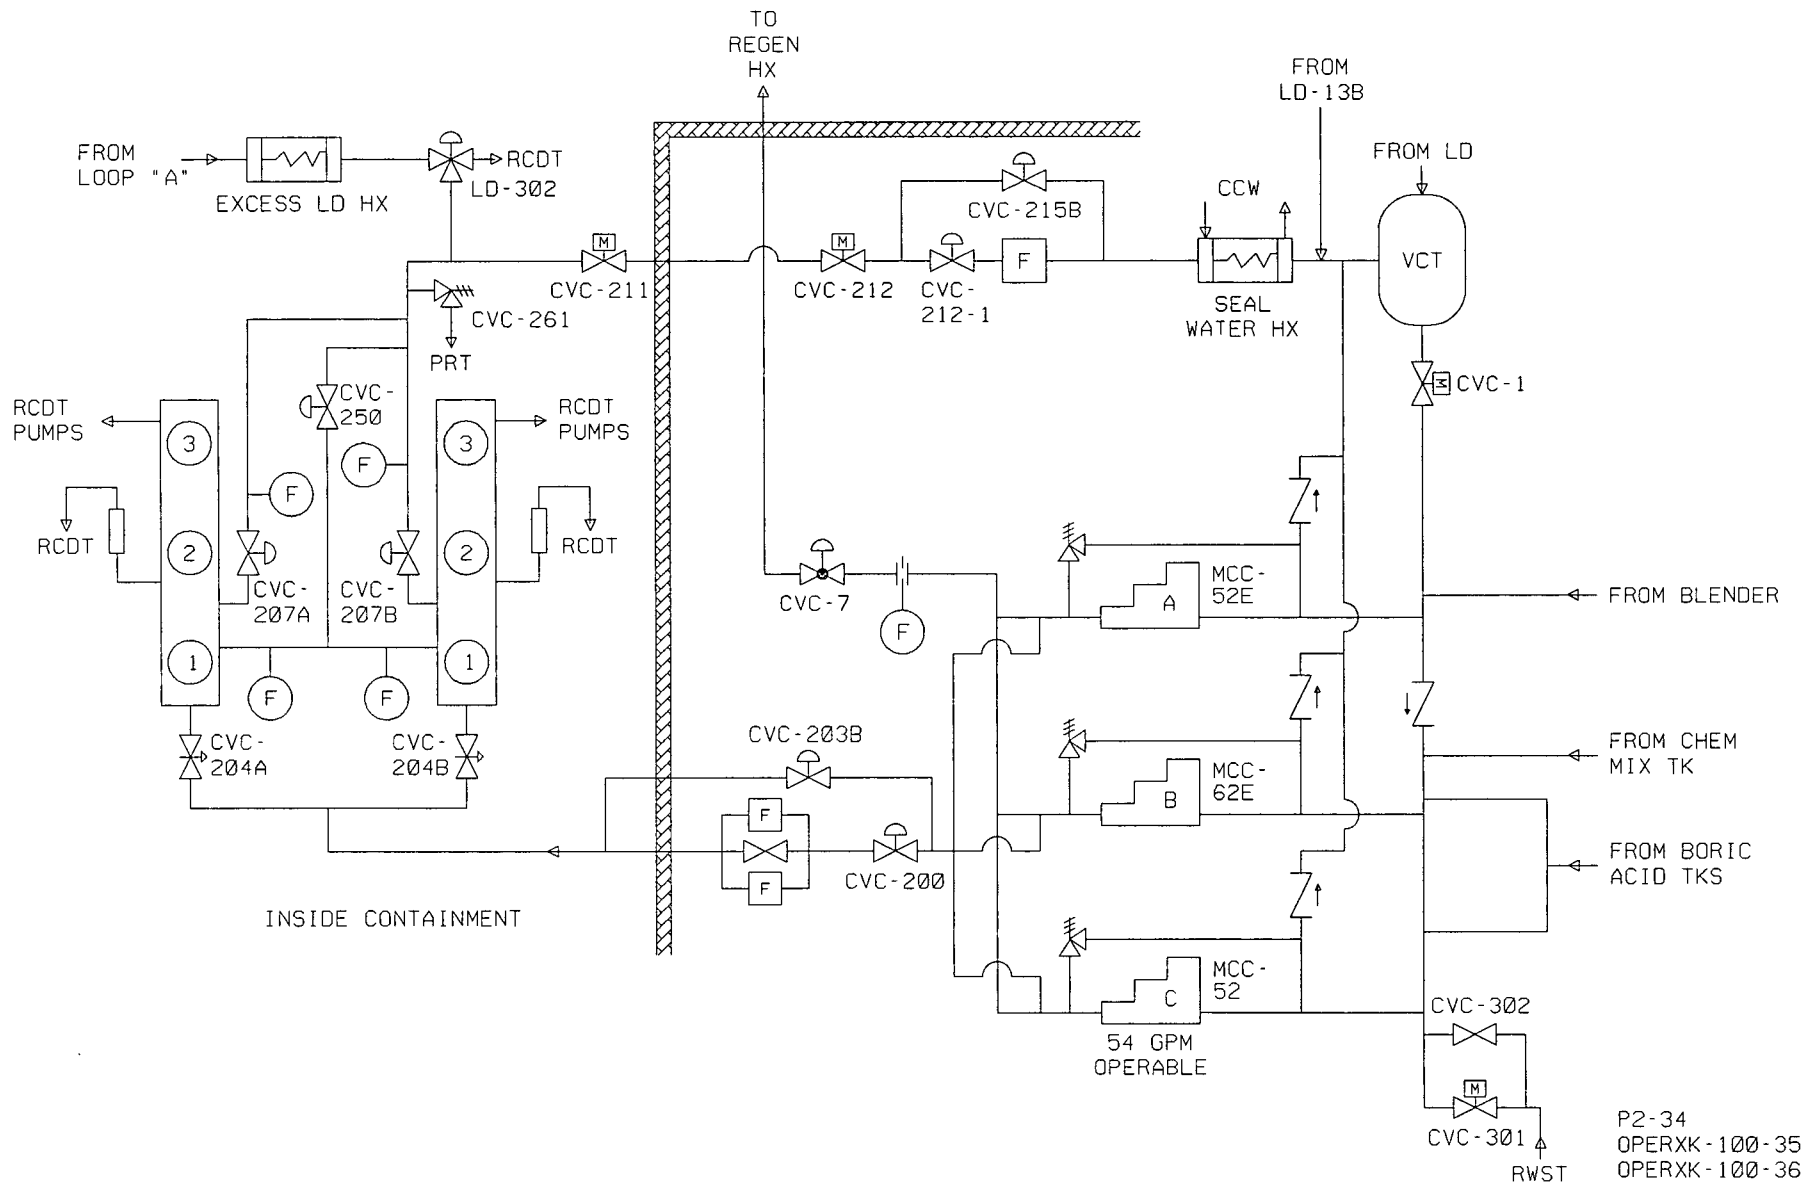 TO
REGEN
HX
FROM
LD-13B
FROM
LOOP "A"
EXCESS LD HX
RCDT
LD-302
FROM LD
CVC-215B
CCW
M
M
F
VCT
CVC-211
CVC-212
CVC-
212-1
SEAL
WATER HX
CVC-261
PRT
CVC-
250
M
CVC-1
RCDT
PUMPS
RCDT
PUMPS
3
3
F
F
RCDT
RCDT
2
2
CVC-
207A
CVC-
207B
CVC-7
F
MCC-
52E
A
FROM BLENDER
1
1
F
F
CVC-
204A
CVC-
204B
CVC-203B
F
F
CVC-200
MCC-
62E
B
FROM CHEM
MIX TK
FROM BORIC
ACID TKS
INSIDE CONTAINMENT
MCC-
52
C
54 GPM
OPERABLE
CVC-302
M
CVC-301
RWST
P2-34
OPERXK-100-35
OPERXK-100-36